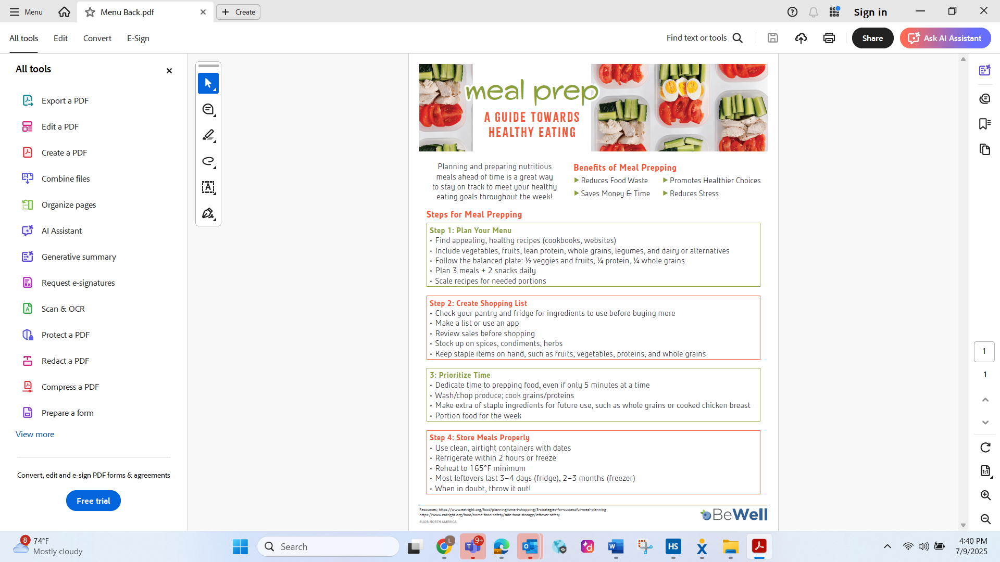 Menu
Menu Back.pdf
Create
Sign in
All tools
Edit
Convert
E-Sign
Find text or tools
Share
Ask AI Assistant
All tools
Export a PDF
Edit a PDF
Create a PDF
Combine files
Organize pages
AI Assistant
Generative summary
Request e-signatures
Scan & OCR
Protect a PDF
Redact a PDF
Compress a PDF
Prepare a form
View more
Convert, edit and e-sign PDF forms & agreements
Free trial
meal prep
A GUIDE TOWARDS
HEALTHY EATING
Planning and preparing nutritious
meals ahead of time is a great way
to stay on track to meet your healthy
eating goals throughout the week!
Benefits of Meal Prepping
Reduces Food Waste
Promotes Healthier Choices
Saves Money & Time
Reduces Stress
Steps for Meal Prepping
Step 1: Plan Your Menu
• Find appealing, healthy recipes (cookbooks, websites)
• Include vegetables, fruits, lean protein, whole grains, legumes, and dairy or alternatives
• Follow the balanced plate: ½ veggies and fruits, ¼ protein, ¼ whole grains
• Plan 3 meals + 2 snacks daily
• Scale recipes for needed portions
Step 2: Create Shopping List
• Check your pantry and fridge for ingredients to use before buying more
• Make a list or use an app
• Review sales before shopping
• Stock up on spices, condiments, herbs
• Keep staple items on hand, such as fruits, vegetables, proteins, and whole grains
3: Prioritize Time
• Dedicate time to prepping food, even if only 5 minutes at a time
• Wash/chop produce; cook grains/proteins
• Make extra of staple ingredients for future use, such as whole grains or cooked chicken breast
• Portion food for the week
Step 4: Store Meals Properly
• Use clean, airtight containers with dates
• Refrigerate within 2 hours or freeze
• Reheat to 165°F minimum
• Most leftovers last 3–4 days (fridge), 2–3 months (freezer)
• When in doubt, throw it out!
Resources; https://www.eatright.org/food/planning/smart-shopping/3-strategies-for-successful-meal-planning
https://www.eatright.org/food/home-food-safety/safe-food-storage/leftover-safety
ELIOR NORTH AMERICA
BeWell
1
1
1:1
8
74°F
Mostly cloudy
Search
L
9+
HS
4:40 PM
7/9/2025